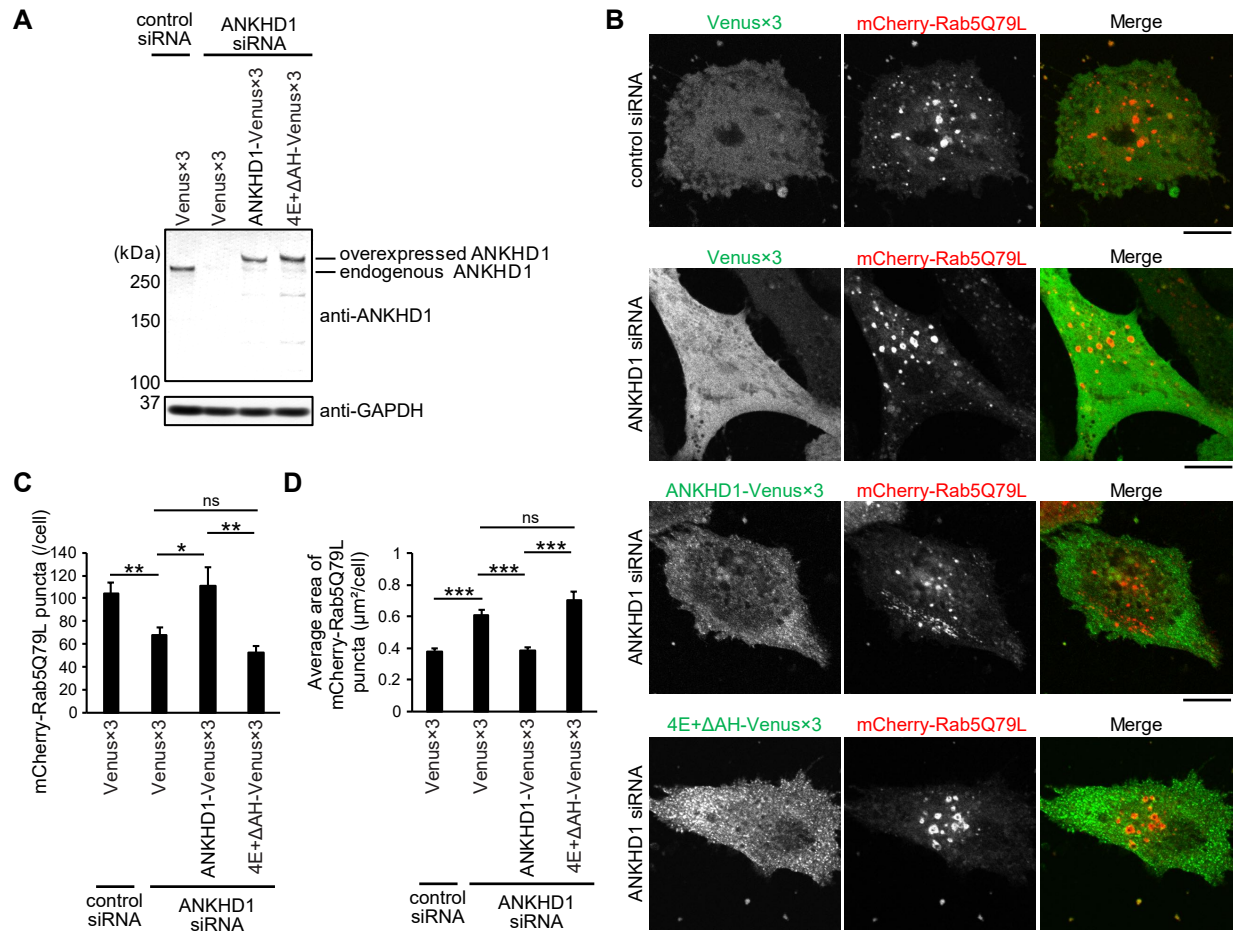 A
control
siRNA
ANKHD1
siRNA
Venus×3
Venus×3
ANKHD1-Venus×3
4E+ΔAH-Venus×3
(kDa)
250
150
100
37
overexpressed ANKHD1
endogenous ANKHD1
anti-ANKHD1
anti-GAPDH
B
Venus×3
mCherry-Rab5Q79L
Merge
control siRNA
Venus×3
mCherry-Rab5Q79L
Merge
ANKHD1 siRNA
ANKHD1-Venus×3
mCherry-Rab5Q79L
Merge
ANKHD1 siRNA
4E+ΔAH-Venus×3
mCherry-Rab5Q79L
Merge
ANKHD1 siRNA
C
mCherry-Rab5Q79L puncta (/cell)
140
120
100
80
60
40
20
0
**
*
**
ns
Venus×3
Venus×3
ANKHD1-Venus×3
4E+ΔAH-Venus×3
control
siRNA
ANKHD1
siRNA
D
Average area of
mCherry-Rab5Q79L
puncta (µm²/cell)
1
0.8
0.6
0.4
0.2
0
***
***
***
ns
Venus×3
Venus×3
ANKHD1-Venus×3
4E+ΔAH-Venus×3
control
siRNA
ANKHD1
siRNA